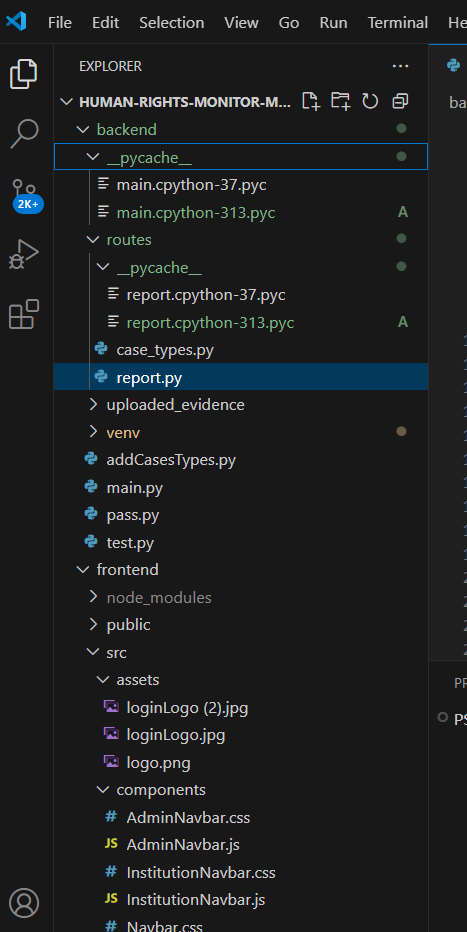 File Edit Selection View Go Run Terminal He
EXPLORER
HUMAN-RIGHTS-MONITOR-M...
ba
backend
__pycache__
main.cpython-37.pyc
2K+
main.cpython-313.pyc A
routes
__pycache__
report.cpython-37.pyc
report.cpython-313.pyc A
case_types.py
report.py
uploaded_evidence
venv
addCasesTypes.py
main.py
pass.py
test.py
frontend
node_modules
public
src
assets
PR
loginLogo (2).jpg
loginLogo.jpg
PS
logo.png
components
# AdminNavbar.css
JS AdminNavbar.js
# InstitutionNavbar.css
JS InstitutionNavbar.js
# Navbar.css